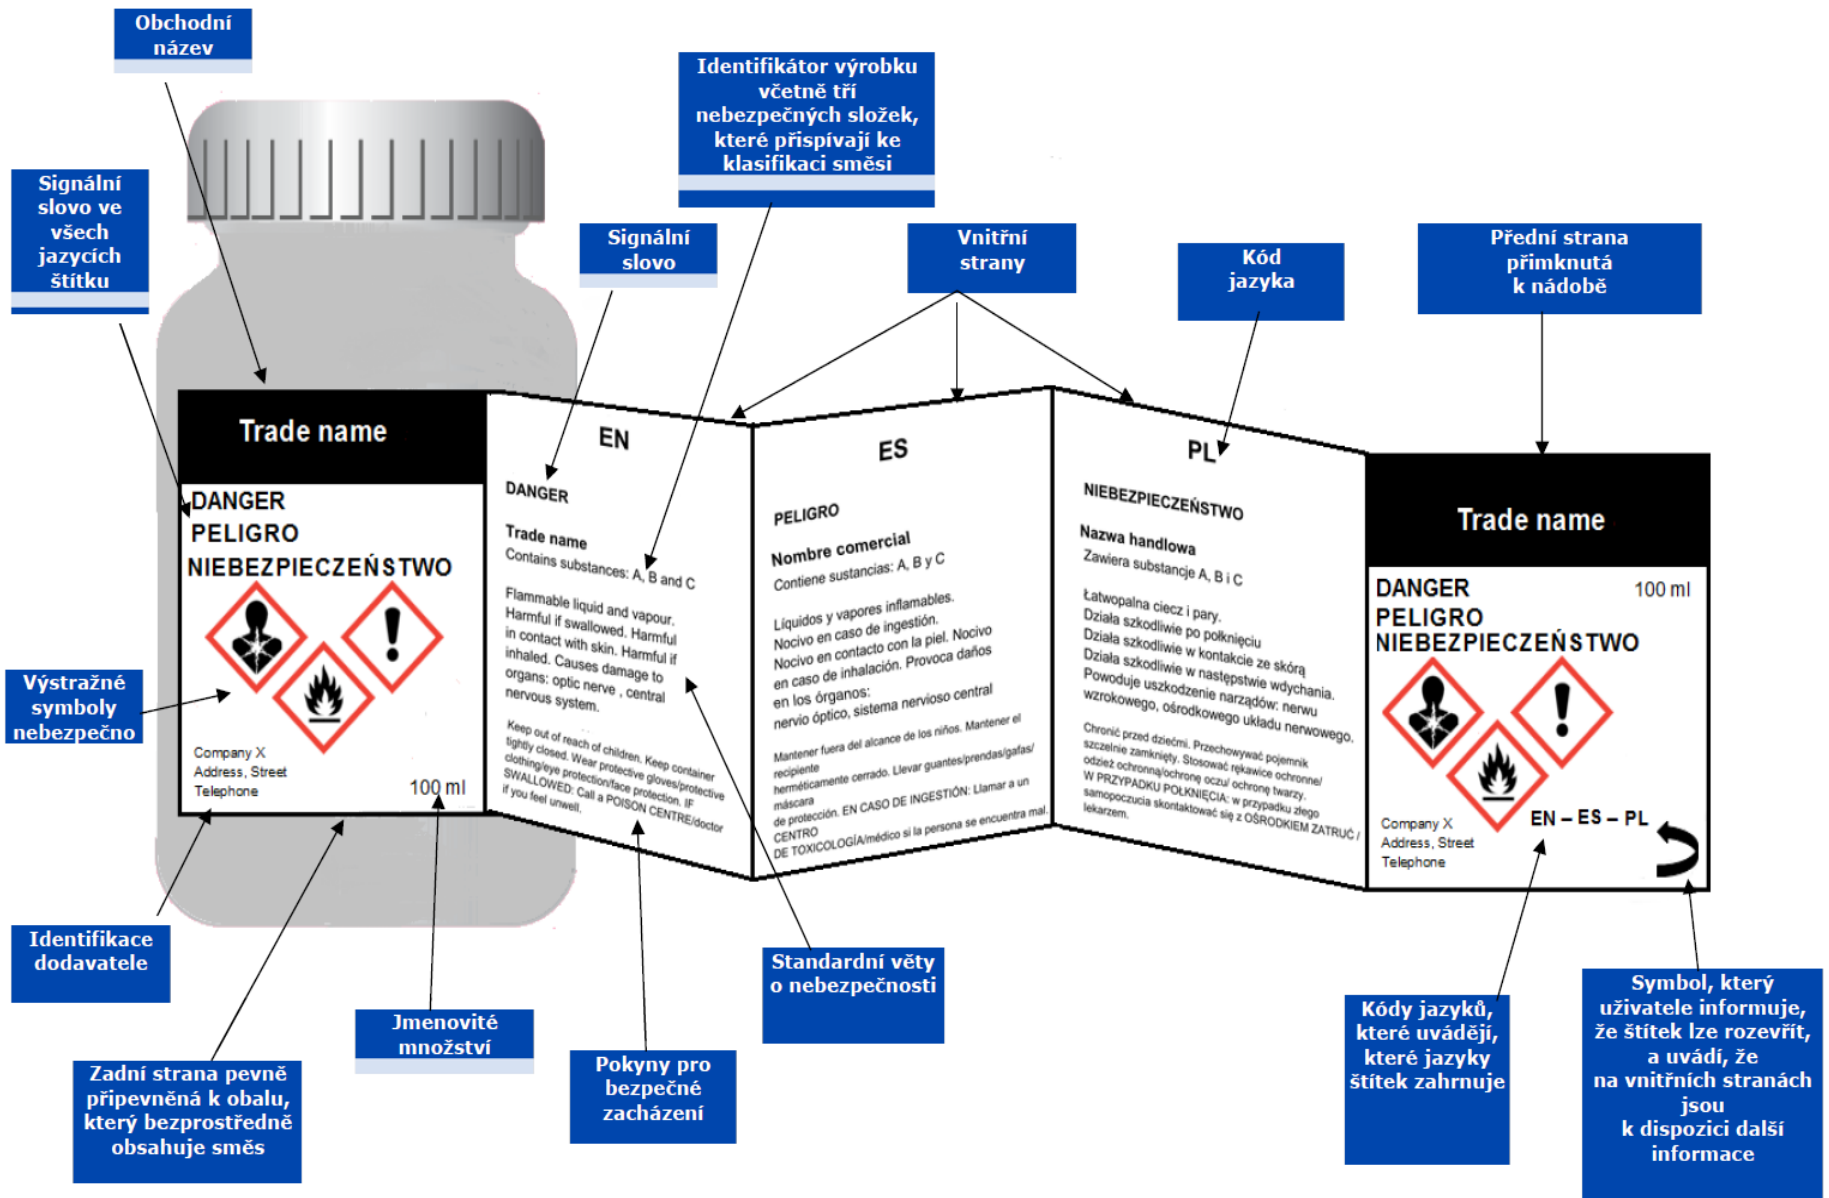 Obchodní
název
Identifikátor výrobku
včetně tří
nebezpečných složek,
které přispívají ke
klasifikaci směsi
Signální
slovo ve
všech
jazycích
štítku
Signální
slovo
Vnitřní
strany
Kód
jazyka
Přední strana
přimknutá
k nádobě
Trade name
DANGER
PELIGRO
NIEBEZPIECZEŃSTWO
Company X
Address, Street
Telephone
100 ml
EN
DANGER
Trade name
Contains substances: A, B and C
Flammable liquid and vapour.
Harmful if swallowed. Harmful
in contact with skin. Harmful if
inhaled. Causes damage to
organs: optic nerve , central
nervous system.
Keep out of reach of children. Keep container
tightly closed. Wear protective gloves/protective
clothing/eye protection/face protection. IF
SWALLOWED: Call a POISON CENTRE/doctor
if you feel unwell.
ES
PELIGRO
Nombre comercial
Contiene sustancias: A, B y C
Líquidos y vapores inflamables.
Nocivo en caso de ingestión.
Nocivo en contacto con la piel. Nocivo
en caso de inhalación. Provoca daños
en los órganos:
nervio óptico, sistema nervioso central
Mantener fuera del alcance de los niños. Mantener el
recipiente
herméticamente cerrado. Llevar guantes/prendas/gafas/
máscara
de protección. EN CASO DE INGESTIÓN: Llamar a un
CENTRO
DE TOXICOLOGÍA/médico si la persona se encuentra mal.
PL
NIEBEZPIECZEŃSTWO
Nazwa handlowa
Zawiera substancje A, B i C
Łatwopalna ciecz i pary.
Działa szkodliwie po połknięciu
Działa szkodliwie w kontakcie ze skórą
Działa szkodliwie w następstwie wdychania.
Powoduje uszkodzenie narządów: nerwu
wzrokowego, ośrodkowego układu nerwowego.
Chronić przed dziećmi. Przechowywać pojemnik
szczelnie zamknięty. Stosować rękawice ochronne/
odzież ochronną/ochronę oczu/ ochronę twarzy.
W PRZYPADKU POŁKNIĘCIA: w przypadku złego
samopoczucia skontaktować się z OŚRODKIEM ZATRUĆ /
lekarzem.
Trade name
DANGER
100 ml
PELIGRO
NIEBEZPIECZEŃSTWO
EN – ES – PL
Company X
Address, Street
Telephone
Výstražné
symboly
nebezpečno
Identifikace
dodavatele
Zadní strana pevně
připevněná k obalu,
který bezprostředně
obsahuje směs
Jmenovité
množství
Pokyny pro
bezpečné
zacházení
Standardní věty
o nebezpečnosti
Kódy jazyků,
které uvádějí,
které jazyky
štítek zahrnuje
Symbol, který
uživatele informuje,
že štítek lze rozevřít,
a uvádí, že
na vnitřních stranách
jsou
k dispozici další
informace